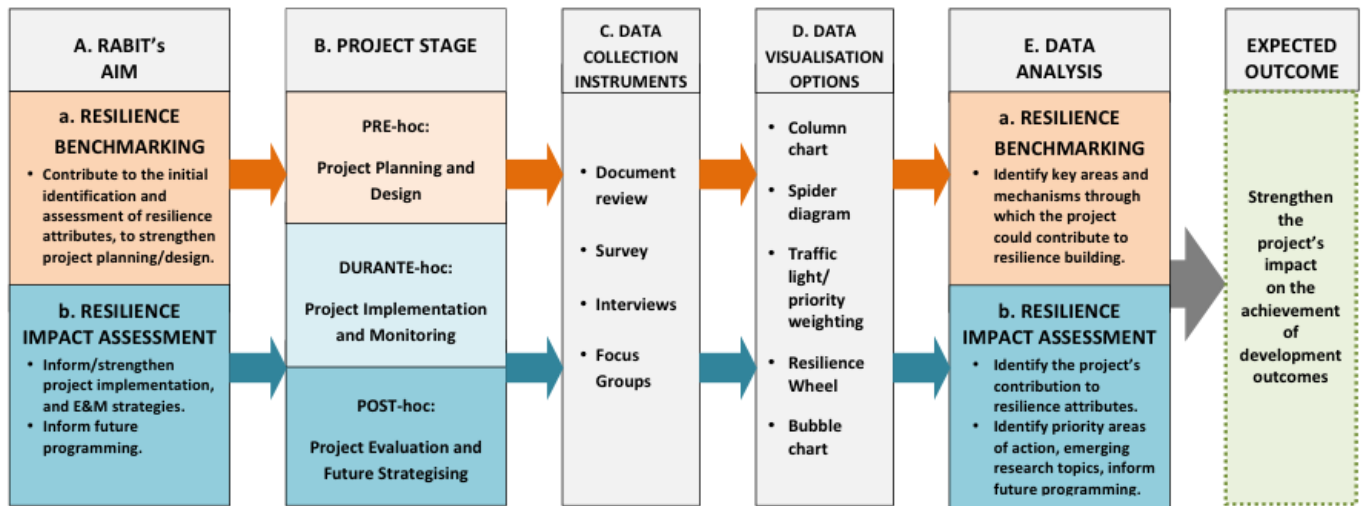 A. RABIT's
AIM
a. RESILIENCE
BENCHMARKING
• Contribute to the initial
identification and
assessment of resilience
attributes, to strengthen
project planning/design.
b. RESILIENCE
IMPACT ASSESSMENT
• Inform/strengthen
project implementation,
and E&M strategies.
• Inform future
programming.
B. PROJECT STAGE
PRE-hoc:
Project Planning and
Design
DURANTE-hoc:
Project Implementation
and Monitoring
POST-hoc:
Project Evaluation and
Future Strategising
C. DATA
COLLECTION
INSTRUMENTS
• Document
review
• Survey
• Interviews
• Focus
Groups
D. DATA
VISUALISATION
OPTIONS
• Column
chart
• Spider
diagram
• Traffic
light/
priority
weighting
• Resilience
Wheel
• Bubble
chart
E. DATA
ANALYSIS
a. RESILIENCE
BENCHMARKING
• Identify key areas and
mechanisms through
which the project
could contribute to
resilience building.
b. RESILIENCE
IMPACT ASSESSMENT
• Identify the project's
contribution to
resilience attributes.
• Identify priority areas
of action, emerging
research topics, inform
future programming.
EXPECTED
OUTCOME
Strengthen
the
project's
impact
on the
achievement
of
development
outcomes